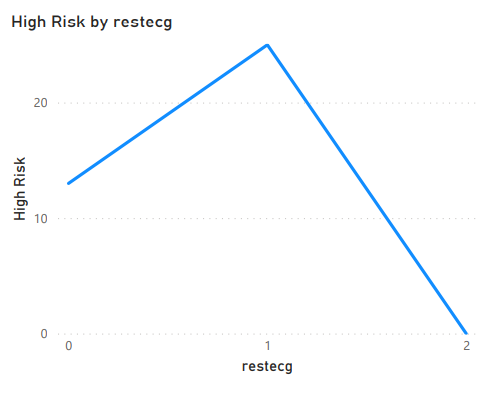 High Risk by restecg
20
10
0
High Risk
0 1 2
restecg